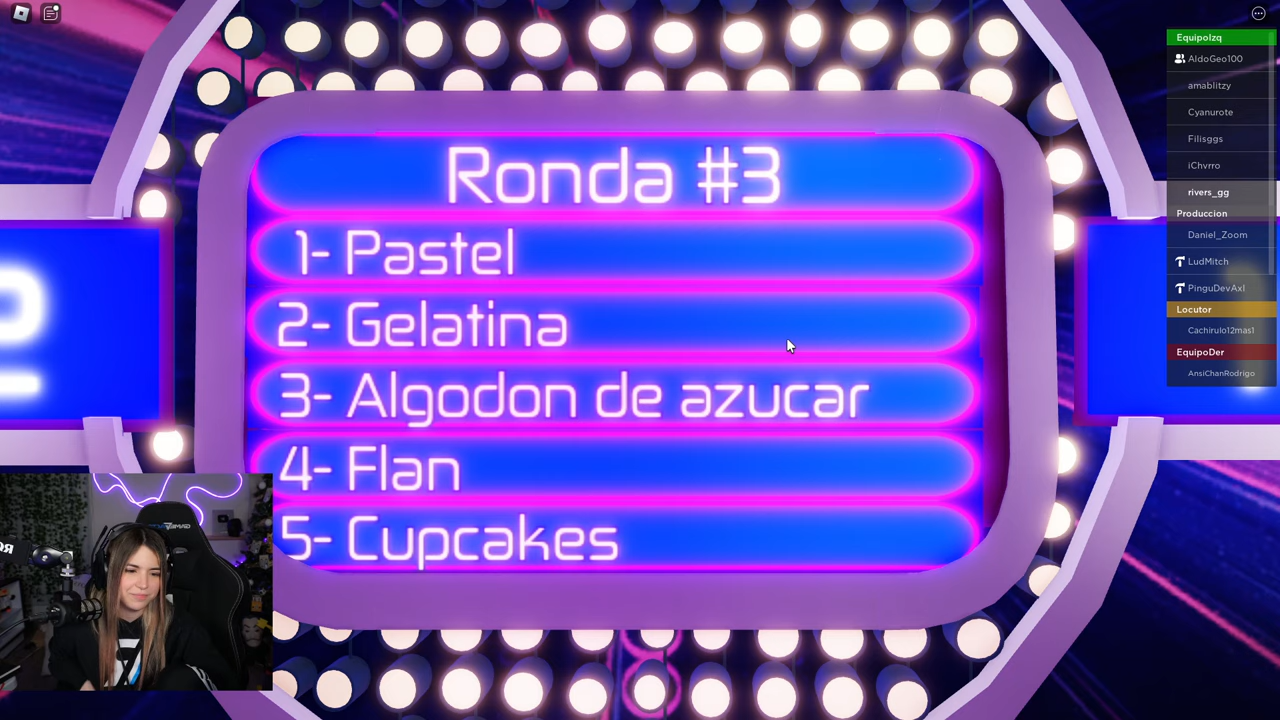 Ronda #3
1- Pastel
2- Gelatina
3- Algodon de azucar
4- Flan
5- Cupcakes
EquipoIzq
AldoGeo100
amablitzy
Cyanurote
Filisggs
iChvrro
rivers_gg
Produccion
Daniel_Zoom
LudMitch
PinguDevAxl
Locutor
Cachirulo12mas1
EquipoDer
AnsiChanRodrigo